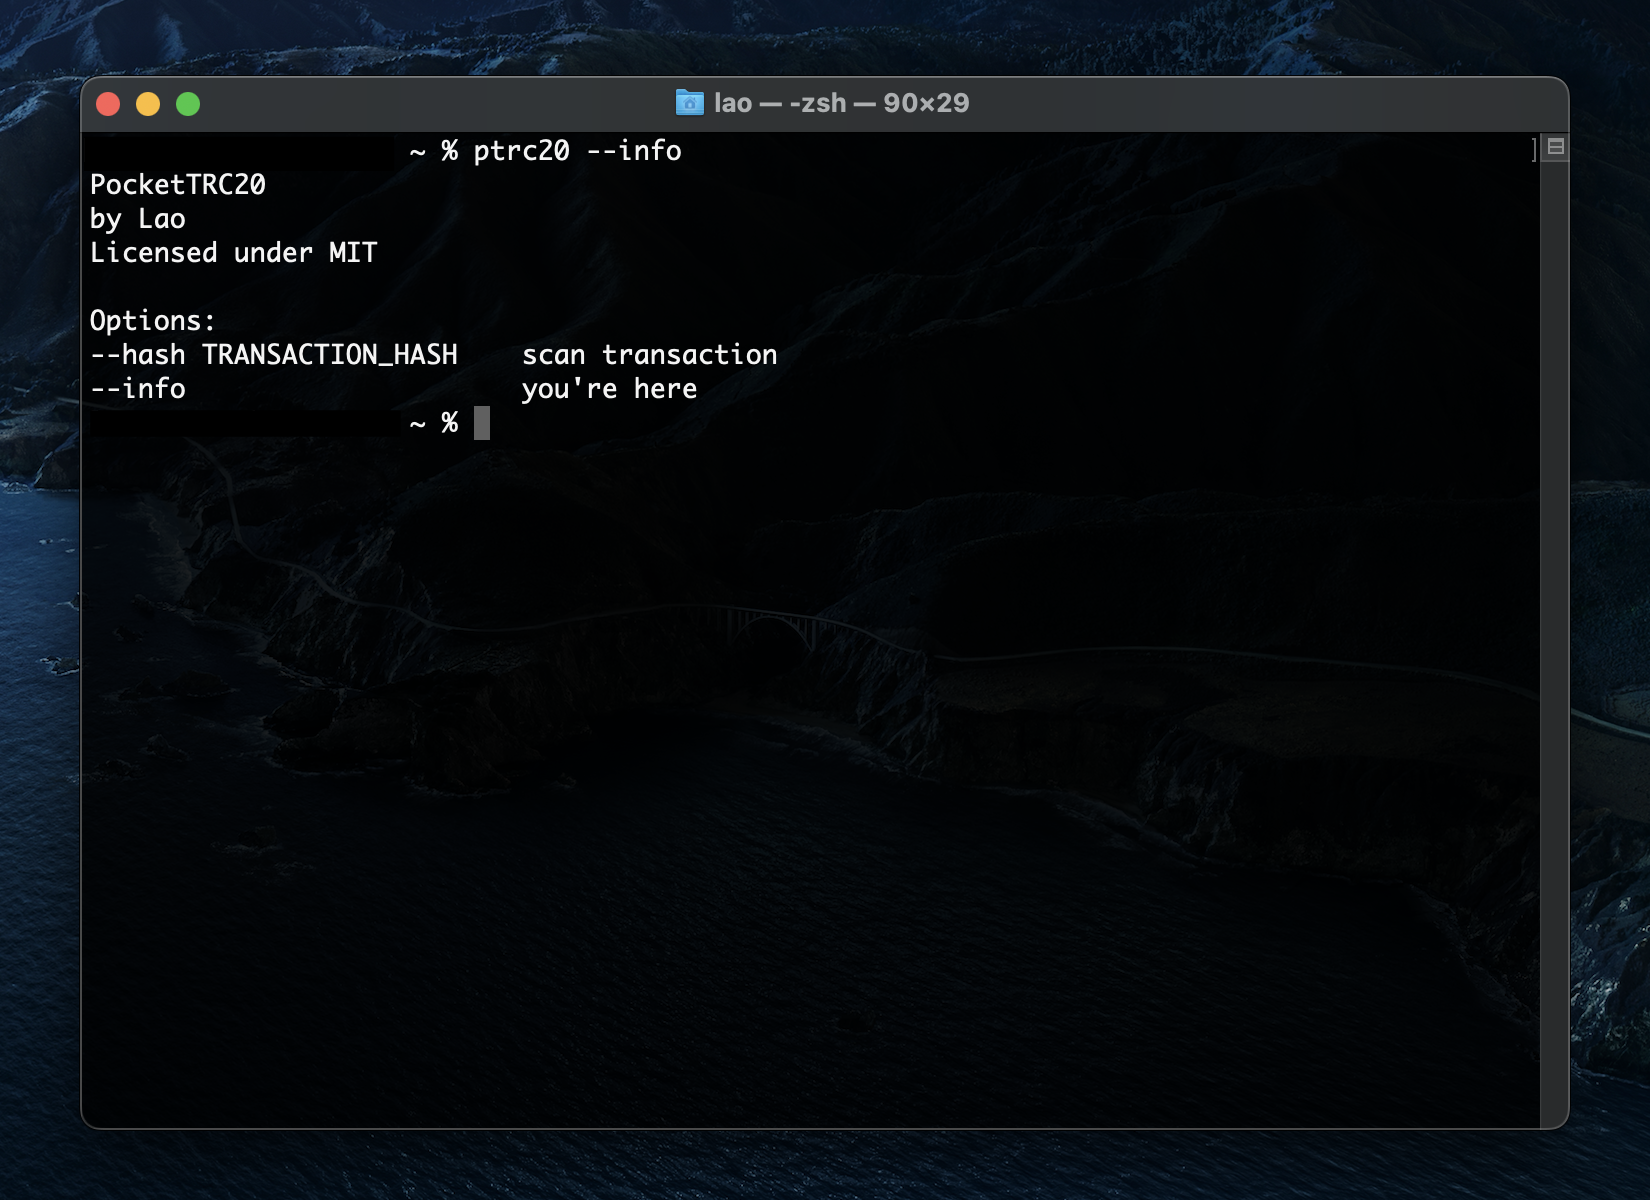 lao — -zsh — 90×29
~ % ptrc20 --info
PocketTRC20
by Lao
Licensed under MIT
Options:
--hash TRANSACTION_HASH    scan transaction
--info                     you're here
~ %